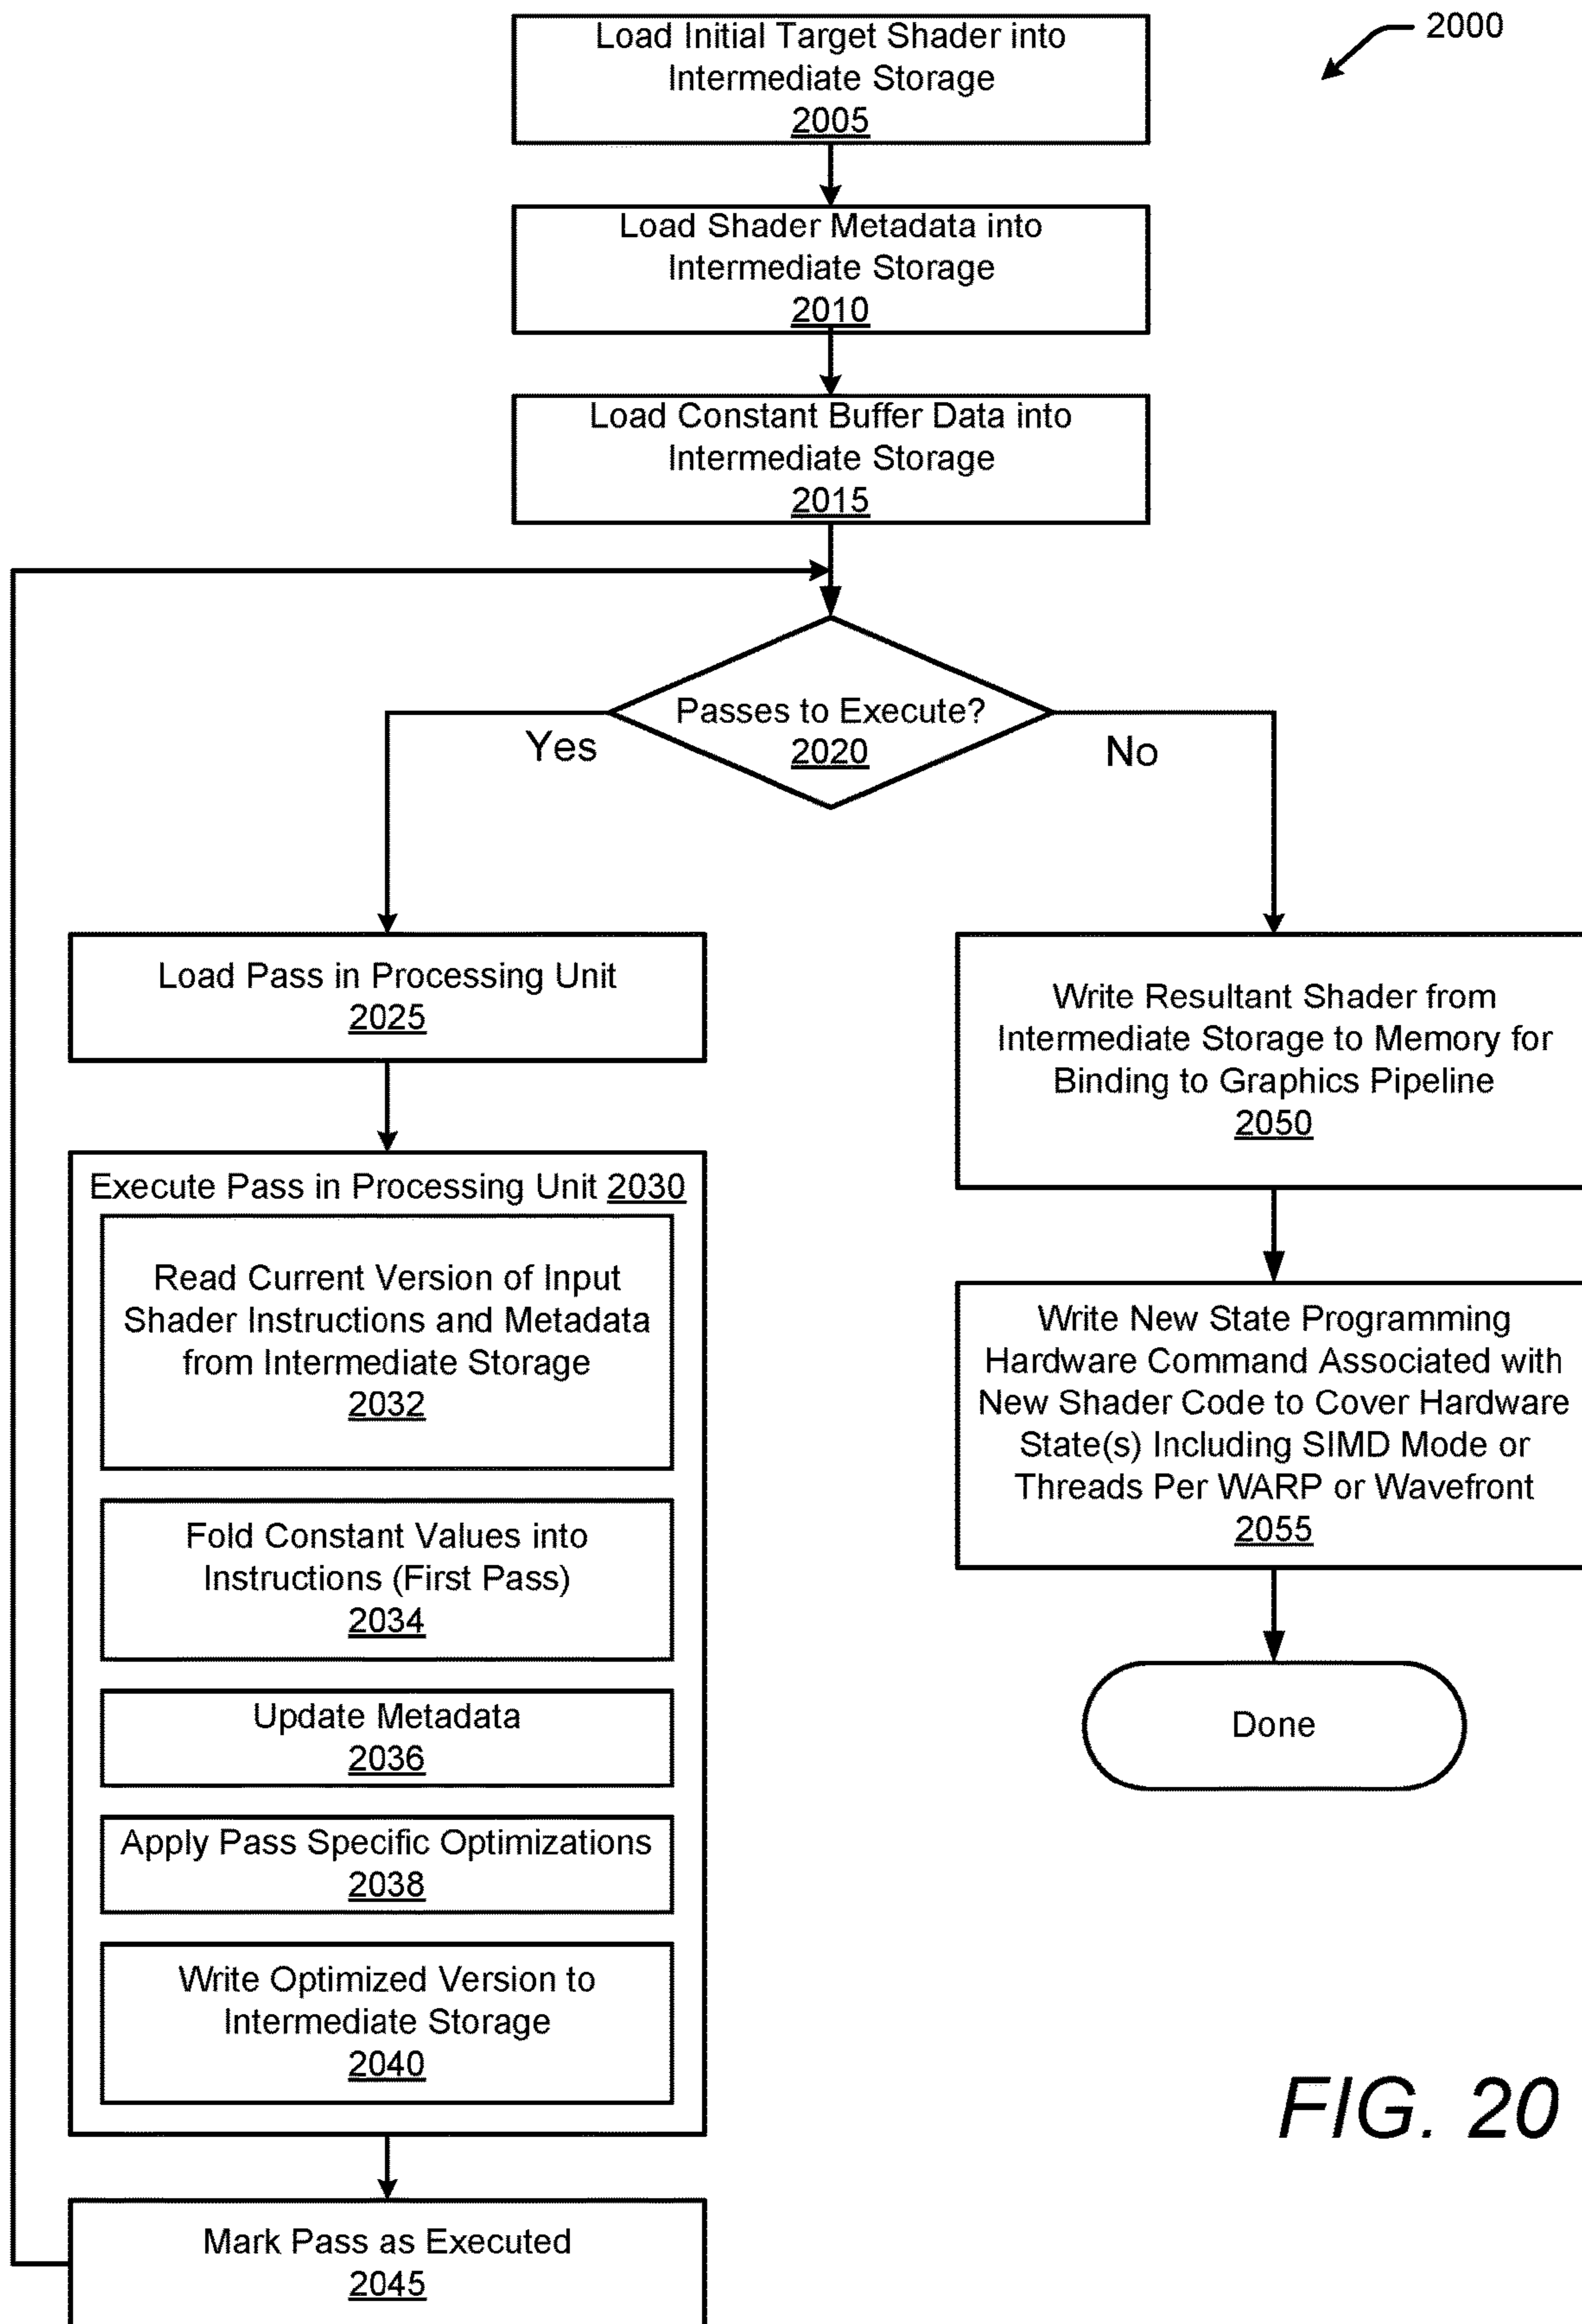 2000
Load Initial Target Shader into
Intermediate Storage
2005
Load Shader Metadata into
Intermediate Storage
2010
Load Constant Buffer Data into
Intermediate Storage
2015
Passes to Execute?
2020
Yes
No
Load Pass in Processing Unit
2025
Execute Pass in Processing Unit 2030
Read Current Version of Input
Shader Instructions and Metadata
from Intermediate Storage
2032
Fold Constant Values into
Instructions (First Pass)
2034
Update Metadata
2036
Apply Pass Specific Optimizations
2038
Write Optimized Version to
Intermediate Storage
2040
Mark Pass as Executed
2045
Write Resultant Shader from
Intermediate Storage to Memory for
Binding to Graphics Pipeline
2050
Write New State Programming
Hardware Command Associated with
New Shader Code to Cover Hardware
State(s) Including SIMD Mode or
Threads Per WARP or Wavefront
2055
Done
FIG. 20